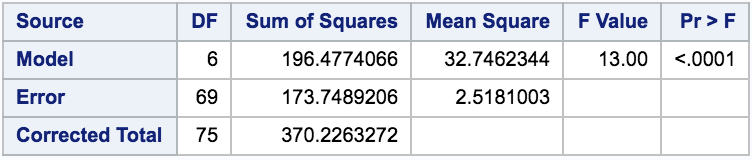 Source DF Sum of Squares Mean Square F Value Pr > F
Model 6 196.4774066 32.7462344 13.00 <.0001
Error 69 173.7489206 2.5181003
Corrected Total 75 370.2263272